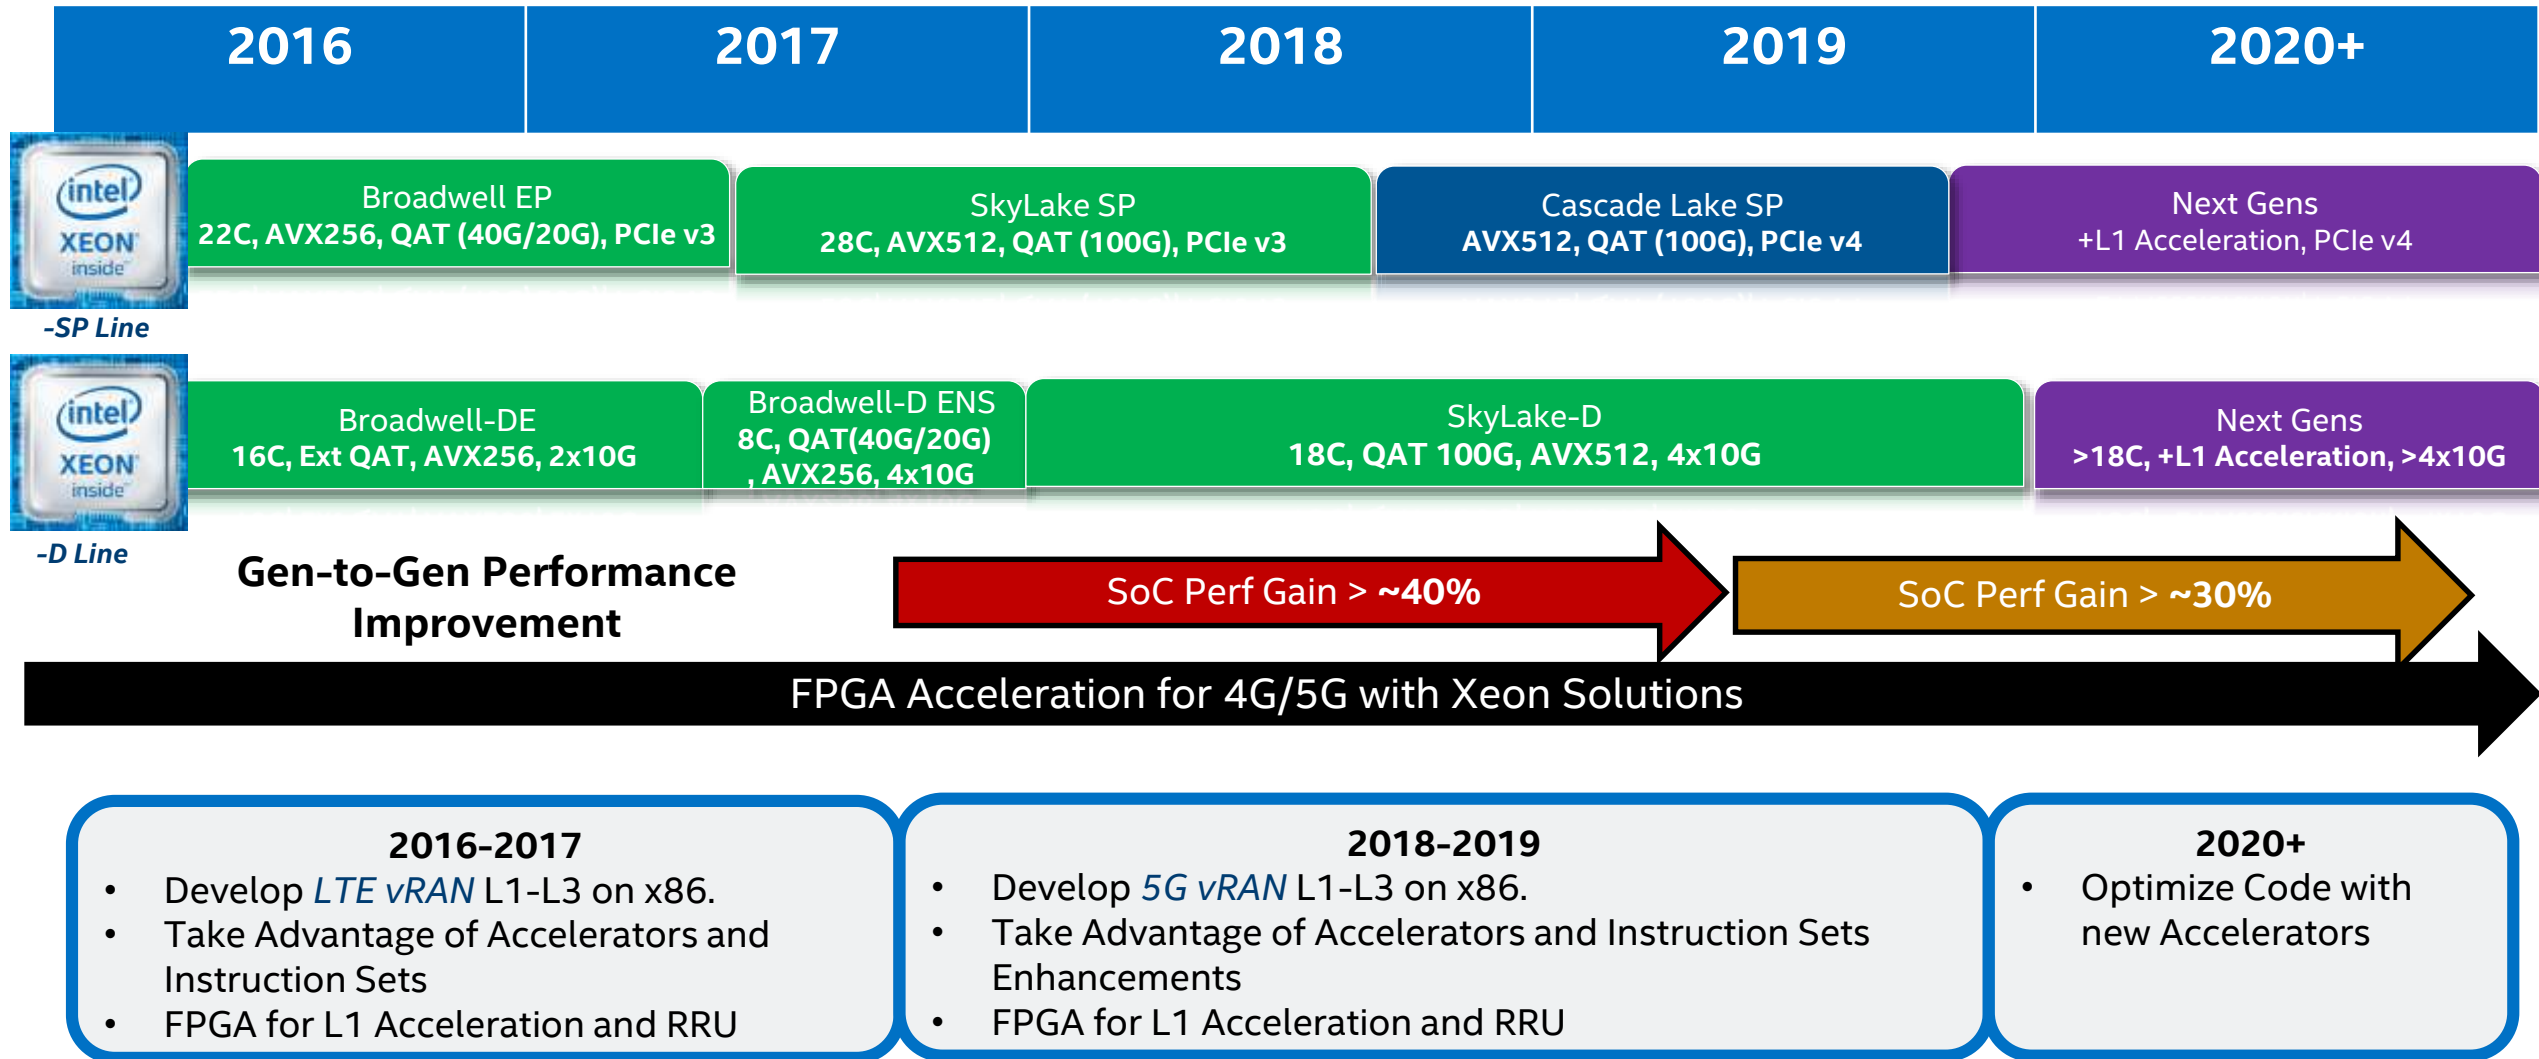 2016
2017
2018
2019
2020+
intel
XEON
inside
-SP Line
Broadwell EP
22C, AVX256, QAT (40G/20G), PCIe v3
SkyLake SP
28C, AVX512, QAT (100G), PCIe v3
Cascade Lake SP
AVX512, QAT (100G), PCIe v4
Next Gens
+L1 Acceleration, PCIe v4
intel
XEON
inside
-D Line
Broadwell-DE
16C, Ext QAT, AVX256, 2x10G
Broadwell-D ENS
8C, QAT(40G/20G)
, AVX256, 4x10G
SkyLake-D
18C, QAT 100G, AVX512, 4x10G
Next Gens
>18C, +L1 Acceleration, >4x10G
Gen-to-Gen Performance
Improvement
SoC Perf Gain > ~40%
SoC Perf Gain > ~30%
FPGA Acceleration for 4G/5G with Xeon Solutions
2016-2017
• Develop LTE vRAN L1-L3 on x86.
• Take Advantage of Accelerators and
Instruction Sets
• FPGA for L1 Acceleration and RRU
2018-2019
• Develop 5G vRAN L1-L3 on x86.
• Take Advantage of Accelerators and Instruction Sets
Enhancements
• FPGA for L1 Acceleration and RRU
2020+
• Optimize Code with
new Accelerators